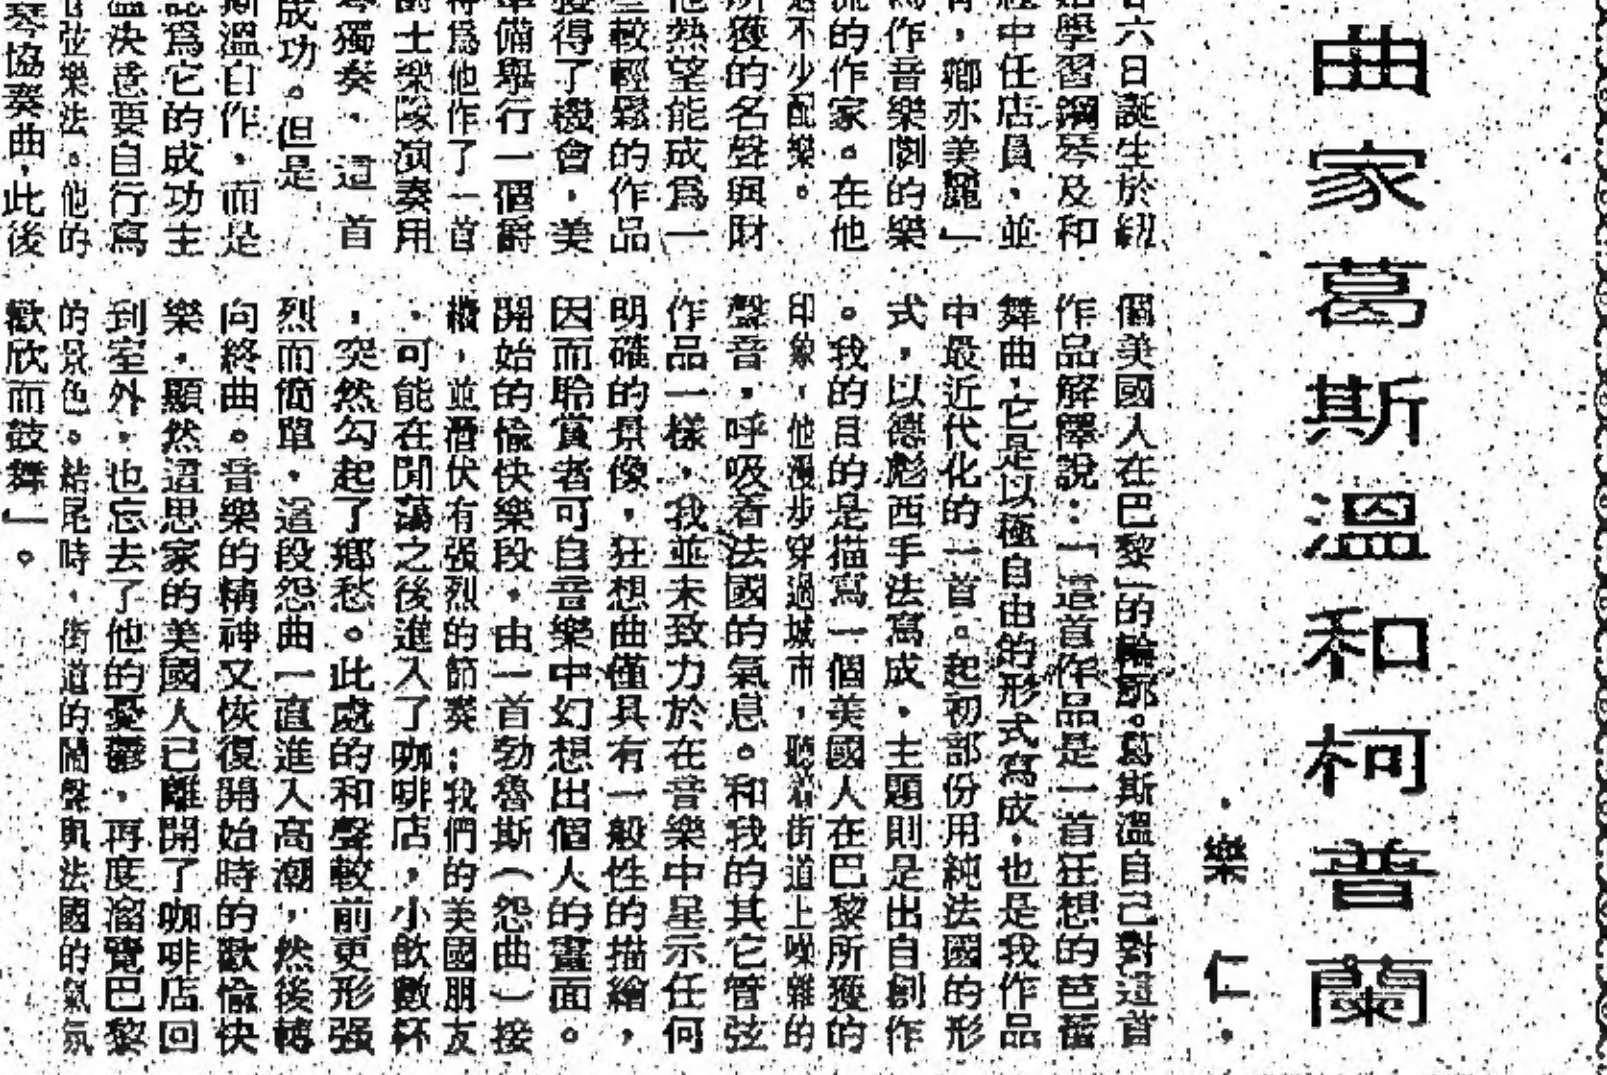 曲家葛斯溫和柯普蘭
·樂仁·
廿六日誕生於紐
始學習鋼琴及和
中任店員，並
，鄉亦美麗」
為作音樂劇的樂
流的作家。在他
不少配樂。
所獲的名聲與財
他熱望能成爲一
些較輕鬆的作品
獲得了機會，美
準備舉行一個爵
得爲他作了一首
爵士樂隊演奏用
琴獨奏，這首
成功。但是
斯溫自作，而是
認爲它的成功主
溫決意要自行寫
弦樂法。他的
琴協奏曲，此後
個美國人在巴黎」的輪廓。葛斯溫自己對這首
作品解釋說：「這首作品是一首狂想的芭蕾
舞曲，它是以極自由的形式寫成，也是我作品
中最近代化的一首。起初部份用純法國的形
式，以德彪西手法寫成，主題則是出自創作
。我的目的是描寫一個美國人在巴黎所獲的
印象，他漫步穿過城市，聽着街道上噪雜的
聲音，呼吸着法國的氣息。和我的其它管弦
作品一樣，我並未致力於在音樂中呈示任何
明確的景像，狂想曲僅具有一般性的描繪，
因而聆賞者可自音樂中幻想出個人的畫面。
開始的愉快樂段，由一首勃魯斯（怨曲）接
續，並潛伏有强烈的節奏；我們的美國朋友
，可能在閒蕩之後進入了咖啡店，小飲數杯
，突然勾起了鄉愁。此處的和聲較前更形强
烈而簡單，這段怨曲一直進入高潮，然後轉
向終曲。音樂的精神又恢復開始時的歡愉快
樂，顯然這思家的美國人已離開了咖啡店回
到室外，也忘去了他的憂鬱，再度溜覽巴黎
的景色。結尾時，街道的鬧聲與法國的氣氛
歡欣而鼓舞」。